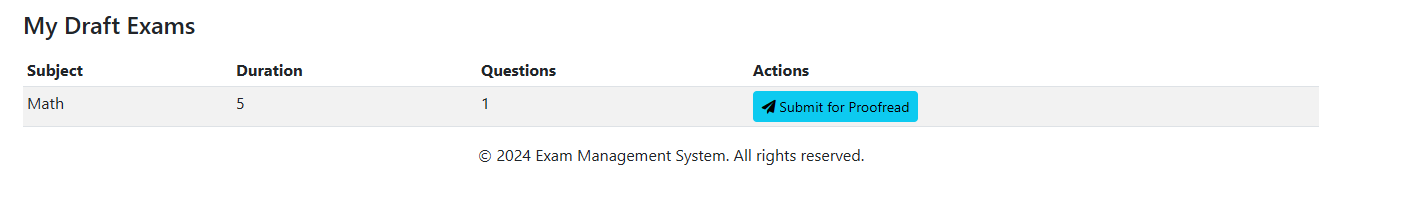 My Draft Exams
Subject Duration Questions Actions
Math 5 1 Submit for Proofread
© 2024 Exam Management System. All rights reserved.